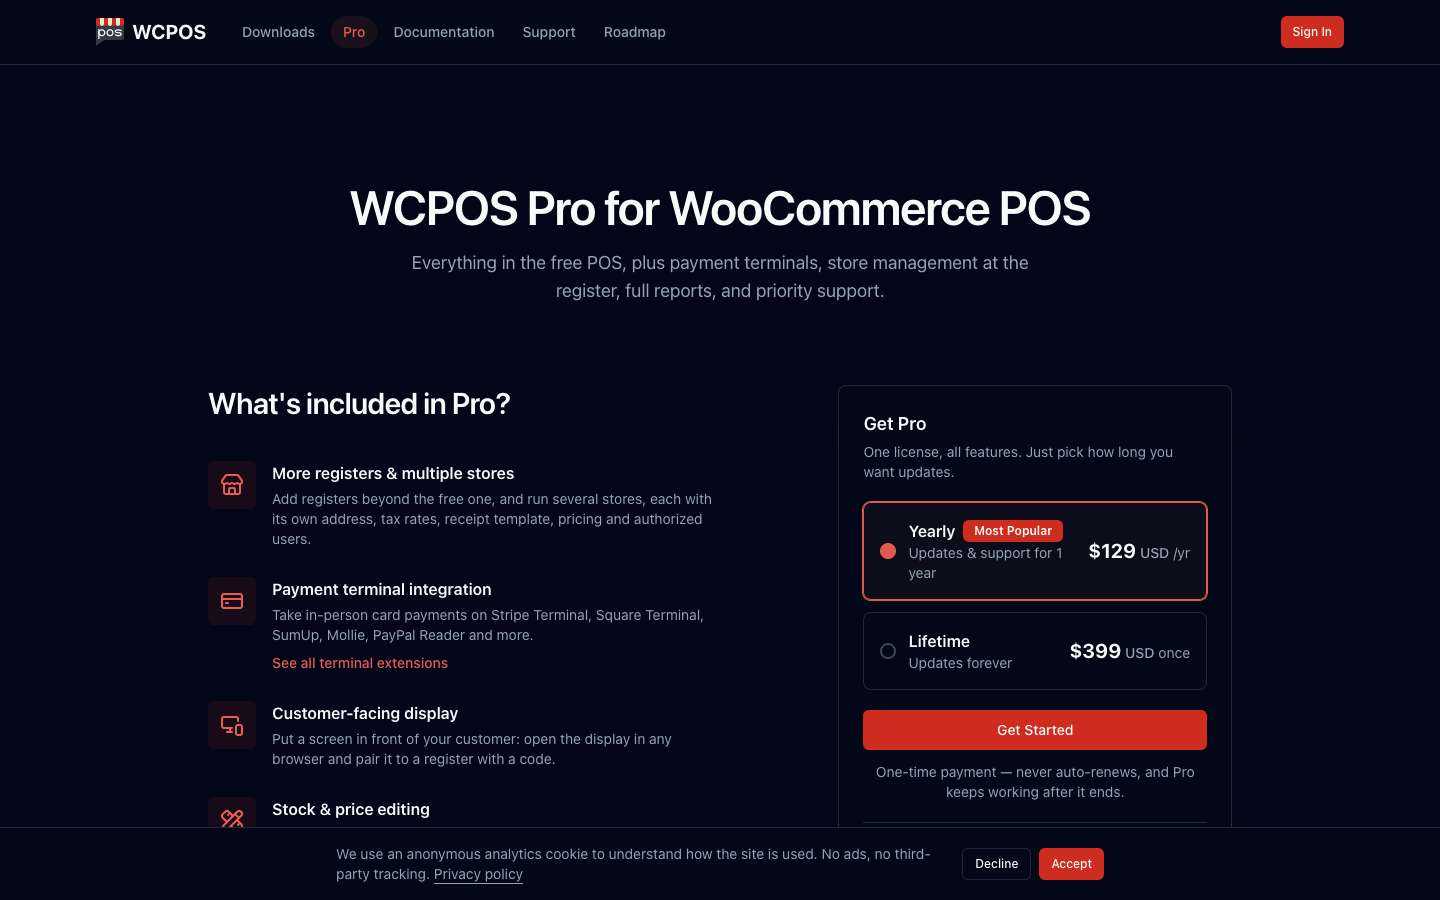 pos WCPOS
Downloads
Pro
Documentation
Support
Roadmap
Sign In
WCPOS Pro for WooCommerce POS
Everything in the free POS, plus payment terminals, store management at the
register, full reports, and priority support.
What's included in Pro?
More registers & multiple stores
Add registers beyond the free one, and run several stores, each with
its own address, tax rates, receipt template, pricing and authorized
users.
Payment terminal integration
Take in-person card payments on Stripe Terminal, Square Terminal,
SumUp, Mollie, PayPal Reader and more.
See all terminal extensions
Customer-facing display
Put a screen in front of your customer: open the display in any
browser and pair it to a register with a code.
Stock & price editing
Get Pro
One license, all features. Just pick how long you
want updates.
Yearly Most Popular
Updates & support for 1
year
$129 USD /yr
Lifetime
Updates forever
$399 USD once
Get Started
One-time payment — never auto-renews, and Pro
keeps working after it ends.
We use an anonymous analytics cookie to understand how the site is used. No ads, no third-
party tracking. Privacy policy
Decline
Accept